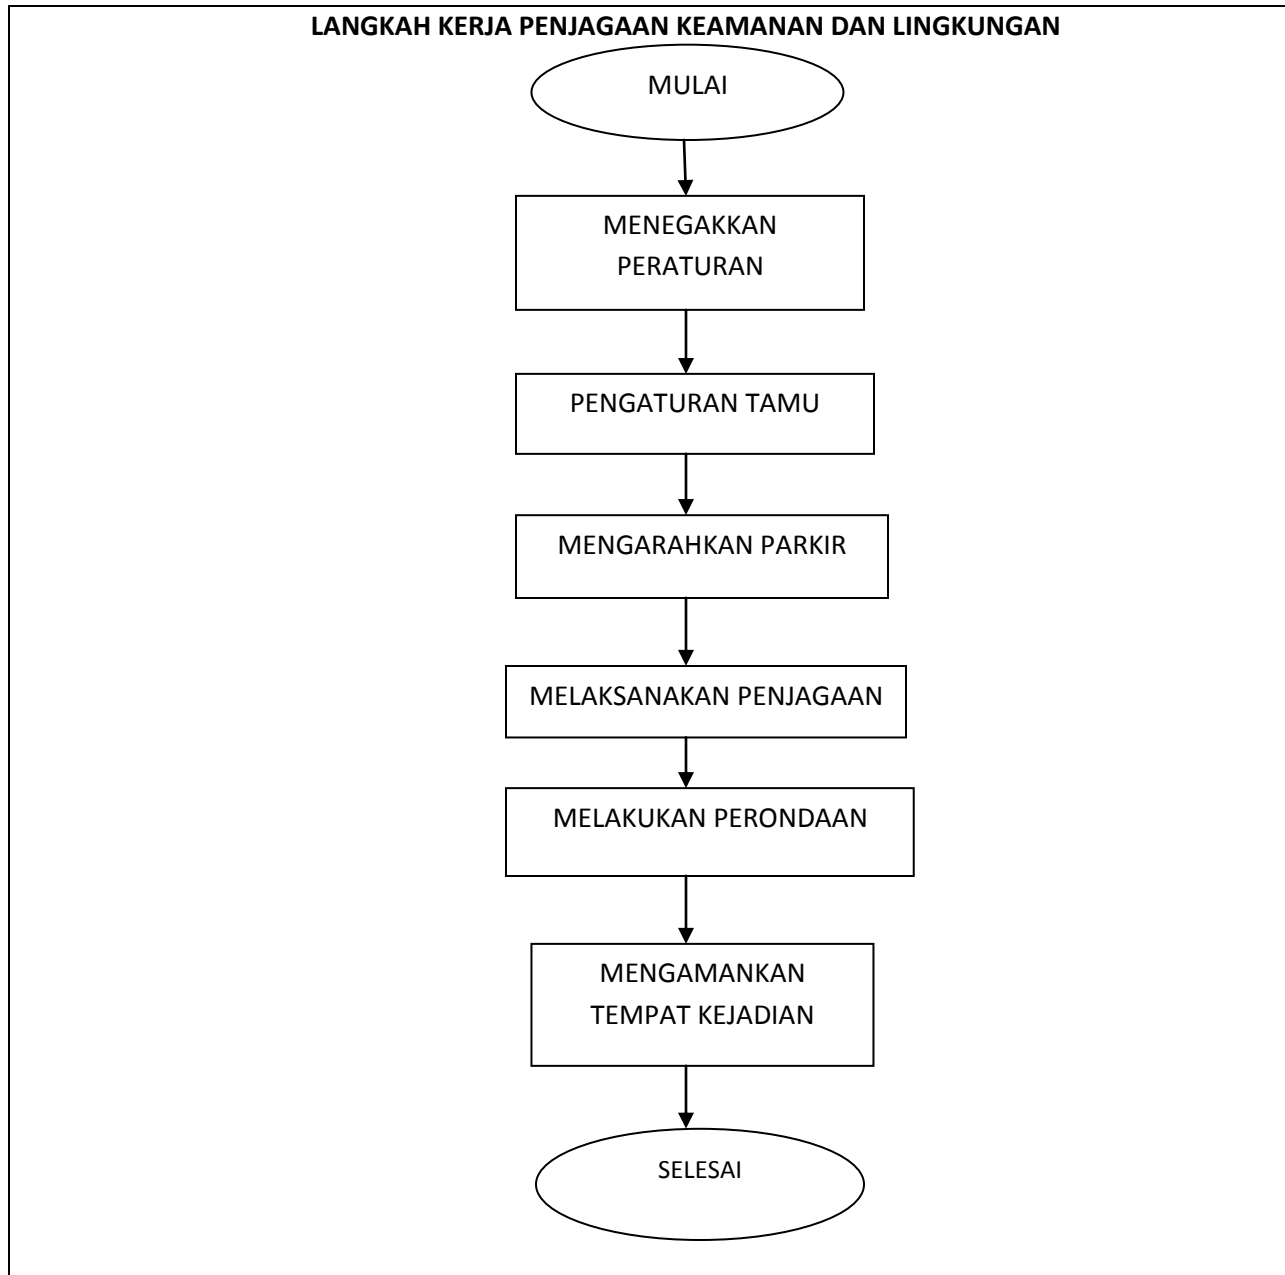 LANGKAH KERJA PENJAGAAN KEAMANAN DAN LINGKUNGAN
MULAI
MENEGAKKAN
PERATURAN
PENGATURAN TAMU
MENGARAHKAN PARKIR
MELAKSANAKAN PENJAGAAN
MELAKUKAN PERONDAAN
MENGAMANKAN
TEMPAT KEJADIAN
SELESAI